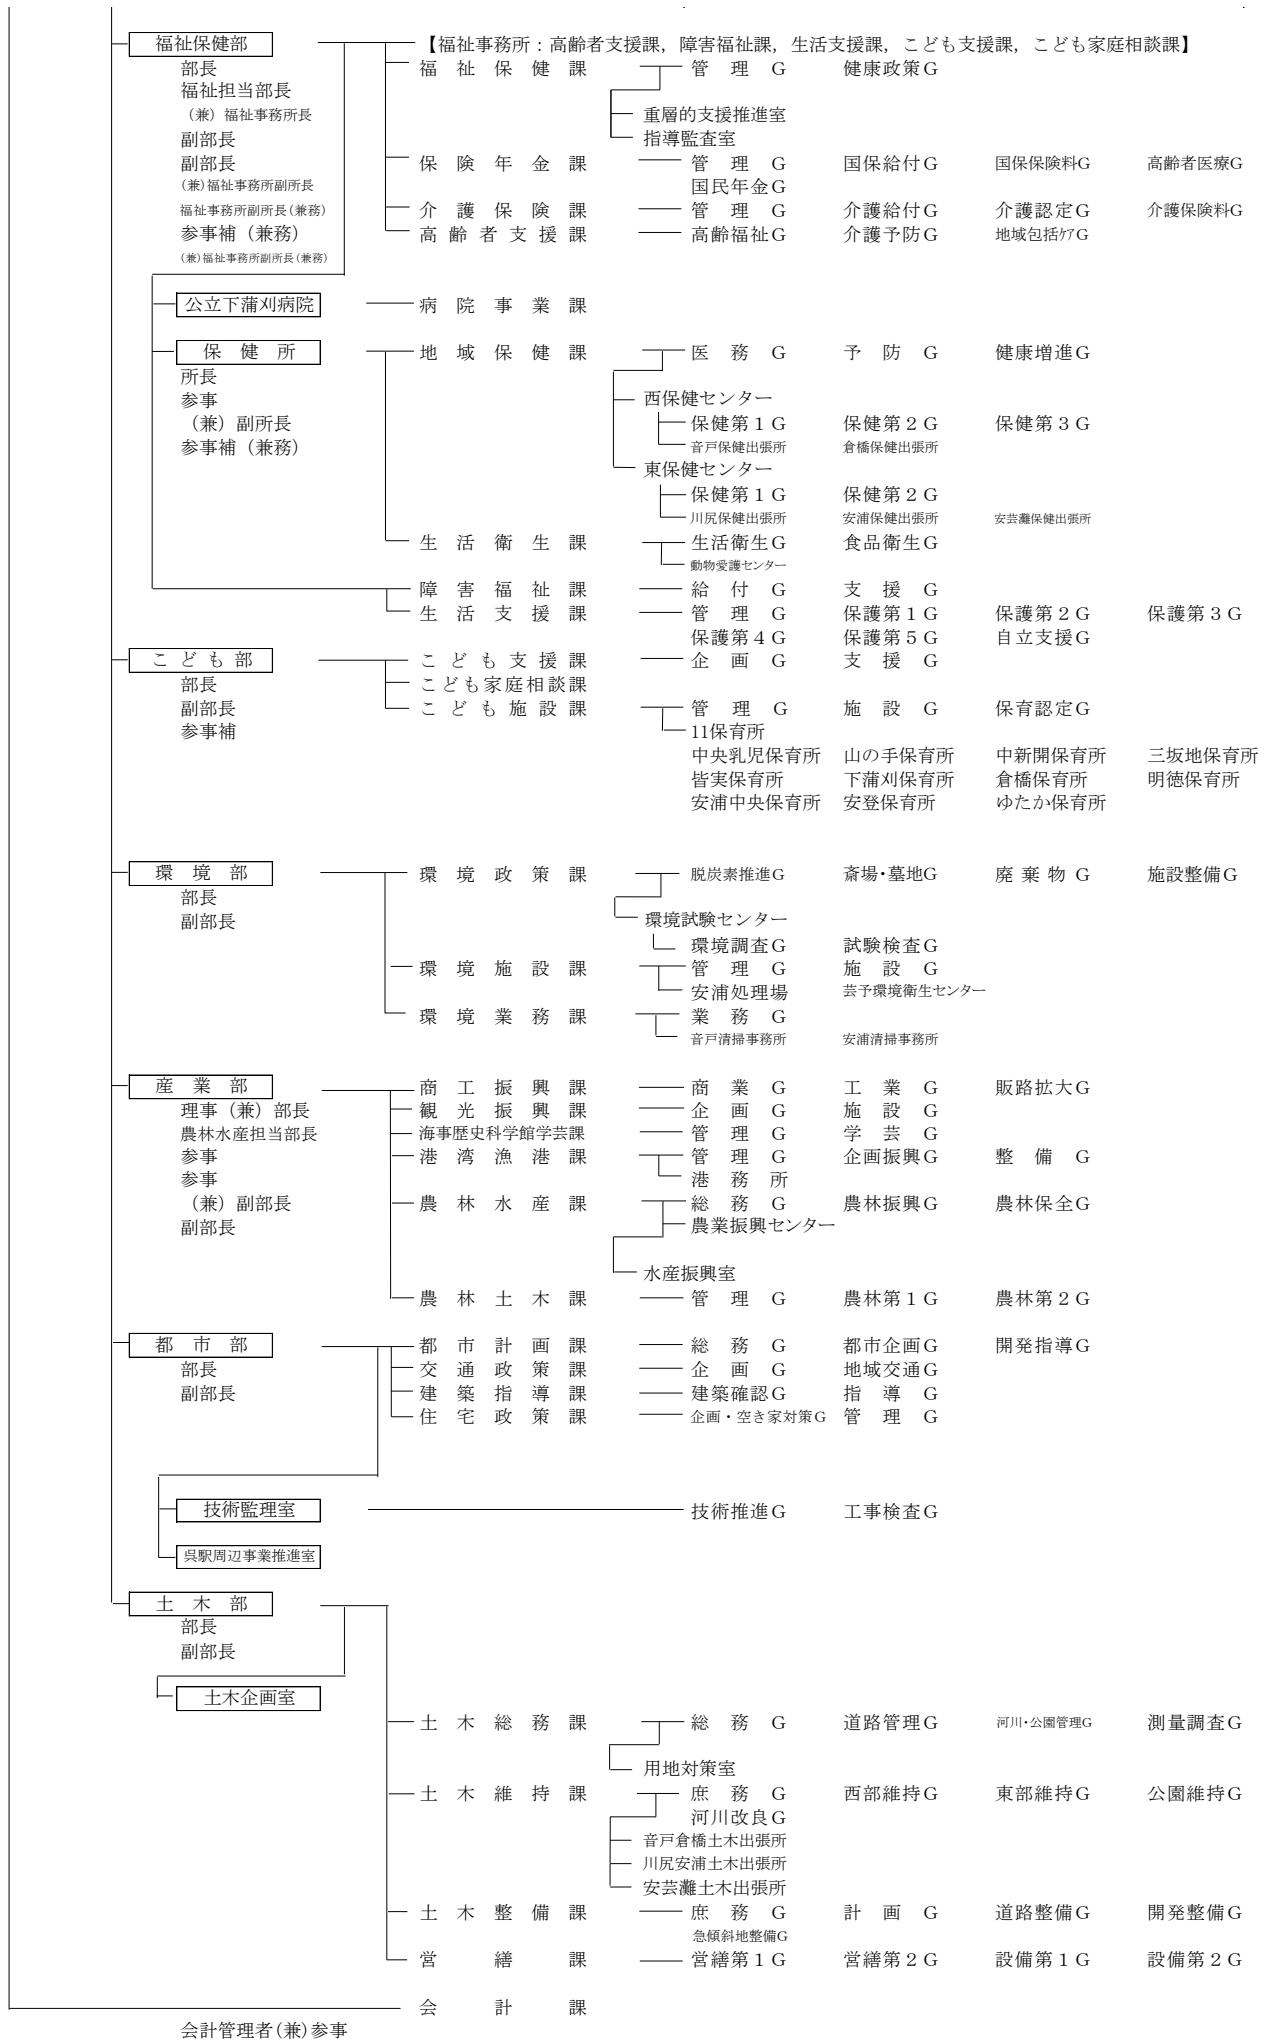 福祉保健部 【福祉事務所：高齢者支援課，障害福祉課，生活支援課，こども支援課，こども家庭相談課】
部長 福祉保健課 管理G 健康政策G
福祉担当部長
（兼）福祉事務所長 重層的支援推進室
副部長 指導監査室
副部長 保険年金課 管理G 国保給付G 国保保険料G 高齢者医療G
(兼)福祉事務所副所長 国民年金G
福祉事務所副所長(兼務) 介護保険課 管理G 介護給付G 介護認定G 介護保険料G
参事補（兼務） 高齢者支援課 高齢福祉G 介護予防G 地域包括ｹｱG
(兼)福祉事務所副所長(兼務)
公立下蒲刈病院 病院事業課
保健所 地域保健課 医務G 予防G 健康増進G
所長
参事 西保健センター
（兼）副所長 保健第１G 保健第２G 保健第３G
参事補（兼務） 音戸保健出張所 倉橋保健出張所
東保健センター
保健第１G 保健第２G
川尻保健出張所 安浦保健出張所 安芸灘保健出張所
生活衛生課 生活衛生G 食品衛生G
動物愛護センター
障害福祉課 給付G 支援G
生活支援課 管理G 保護第１G 保護第２G 保護第３G
保護第４G 保護第５G 自立支援G
こども部 こども支援課 企画G 支援G
部長 こども家庭相談課
副部長 こども施設課 管理G 施設G 保育認定G
参事補 11保育所
中央乳児保育所 山の手保育所 中新開保育所 三坂地保育所
皆実保育所 下蒲刈保育所 倉橋保育所 明徳保育所
安浦中央保育所 安登保育所 ゆたか保育所
環境部 環境政策課 脱炭素推進G 斎場・墓地G 廃棄物G 施設整備G
部長
副部長 環境試験センター
環境調査G 試験検査G
環境施設課 管理G 施設G
安浦処理場 芸予環境衛生センター
環境業務課 業務G
音戸清掃事務所 安浦清掃事務所
産業部 商工振興課 商業G 工業G 販路拡大G
理事（兼）部長 観光振興課 企画G 施設G
農林水産担当部長 海事歴史科学館学芸課 管理G 学芸G
参事 港湾漁港課 管理G 企画振興G 整備G
参事 港務所
（兼）副部長 農林水産課 総務G 農林振興G 農林保全G
副部長 農業振興センター
水産振興室
農林土木課 管理G 農林第１G 農林第２G
都市部 都市計画課 総務G 都市企画G 開発指導G
部長 交通政策課 企画G 地域交通G
副部長 建築指導課 建築確認G 指導G
住宅政策課 企画・空き家対策G 管理G
技術監理室 技術推進G 工事検査G
呉駅周辺事業推進室
土木部
部長
副部長
土木企画室
土木総務課 総務G 道路管理G 河川・公園管理G 測量調査G
用地対策室
土木維持課 庶務G 西部維持G 東部維持G 公園維持G
河川改良G
音戸倉橋土木出張所
川尻安浦土木出張所
安芸灘土木出張所
土木整備課 庶務G 計画G 道路整備G 開発整備G
急傾斜地整備G
営繕課 営繕第１G 営繕第２G 設備第１G 設備第２G
会計課
会計管理者(兼)参事